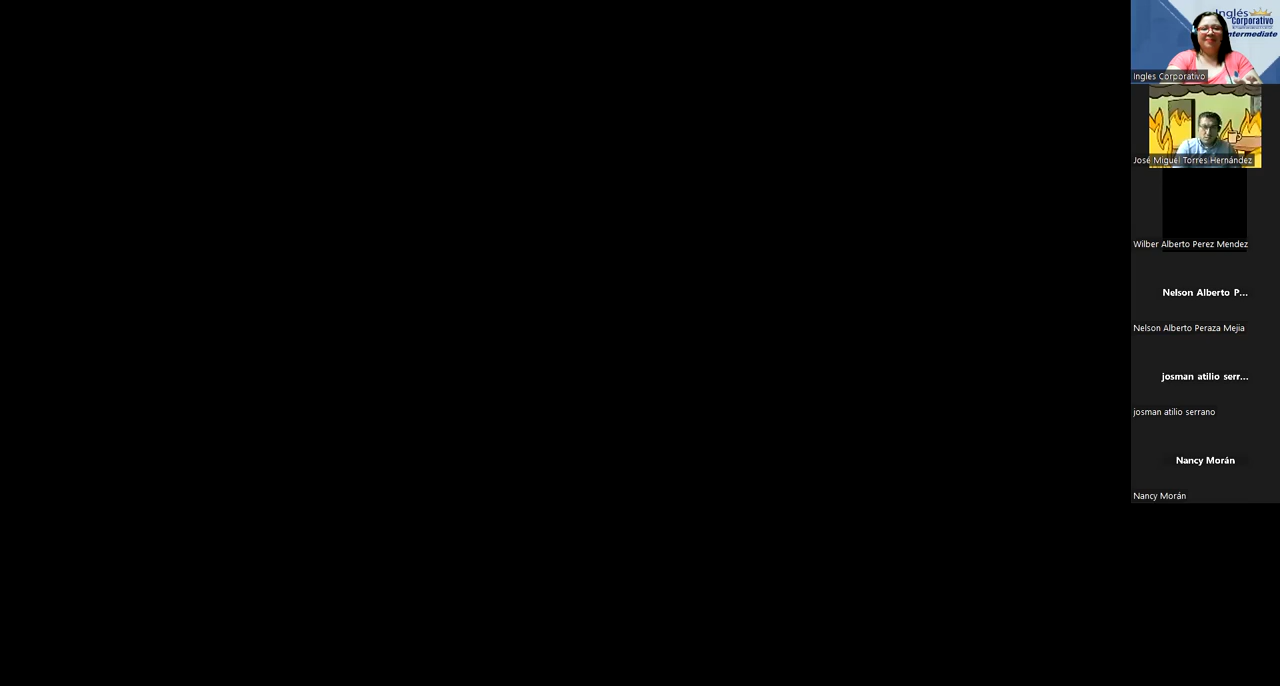 Inglés
Corporativo
Intermediate
Ingles Corporativo
José Miguel Torres Hernández
Wilber Alberto Perez Mendez
Nelson Alberto P...
Nelson Alberto Peraza Mejia
josman atilio serr...
josman atilio serrano
Nancy Morán
Nancy Morán